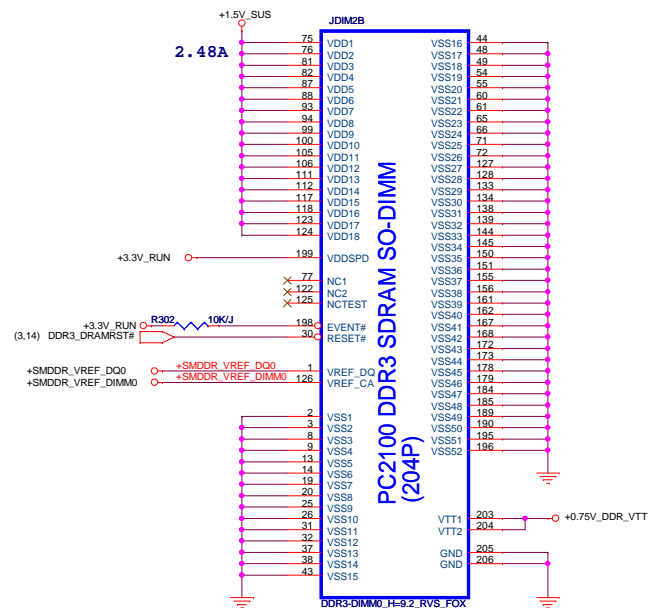 +1.5V_SUS
JDIM2B
2.48A
75 VDD1
76 VDD2
81 VDD3
82 VDD4
87 VDD5
88 VDD6
93 VDD7
94 VDD8
99 VDD9
100 VDD10
105 VDD11
106 VDD12
111 VDD13
112 VDD14
117 VDD15
118 VDD16
123 VDD17
124 VDD18
+3.3V_RUN 199 VDDSPD
77 NC1
122 NC2
125 NCTEST
+3.3V_RUN R302 10K/J 198 EVENT#
(3,14) DDR3_DRAMRST# 30 RESET#
+SMDDR_VREF_DQ0 +SMDDR_VREF_DQ0 1 VREF_DQ
+SMDDR_VREF_DIMM0 +SMDDR_VREF_DIMM0 126 VREF_CA
2 VSS1
3 VSS2
8 VSS3
9 VSS4
13 VSS5
14 VSS6
19 VSS7
20 VSS8
25 VSS9
26 VSS10
31 VSS11
32 VSS12
37 VSS13
38 VSS14
43 VSS15
PC2100 DDR3 SDRAM SO-DIMM
(204P)
VSS16 44
VSS17 48
VSS18 49
VSS19 54
VSS20 55
VSS21 60
VSS22 61
VSS23 65
VSS24 66
VSS25 71
VSS26 72
VSS27 127
VSS28 128
VSS29 133
VSS30 134
VSS31 138
VSS32 139
VSS33 144
VSS34 145
VSS35 150
VSS36 151
VSS37 155
VSS38 156
VSS39 161
VSS40 162
VSS41 167
VSS42 168
VSS43 172
VSS44 173
VSS45 178
VSS46 179
VSS47 184
VSS48 185
VSS49 189
VSS50 190
VSS51 195
VSS52 196
VTT1 203 +0.75V_DDR_VTT
VTT2 204
GND 205
GND 206
DDR3-DIMM0_H=9.2_RVS_FOX